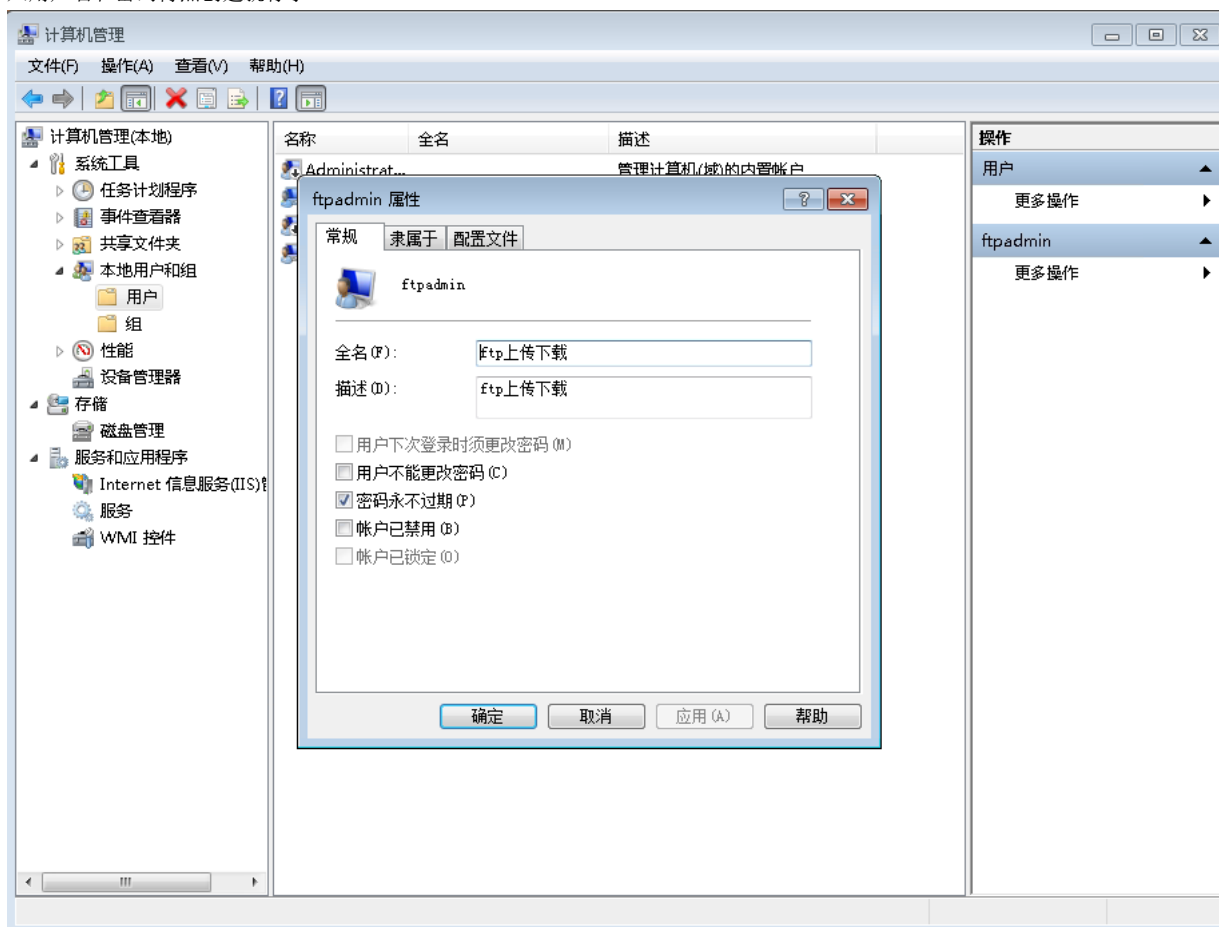 计算机管理
文件(F) 操作(A) 查看(V) 帮助(H)
计算机管理(本地)
系统工具
任务计划程序
事件查看器
共享文件夹
本地用户和组
用户
组
性能
设备管理器
存储
磁盘管理
服务和应用程序
Internet 信息服务(IIS)管
服务
WMI 控件
名称 全名 描述
Administrat... 管理计算机(域)的内置帐户
ftpadmin 属性
常规 隶属于 配置文件
ftpadmin
全名(F): ftp上传下载
描述(D): ftp上传下载
用户下次登录时须更改密码(M)
用户不能更改密码(C)
密码永不过期(P)
帐户已禁用(B)
帐户已锁定(O)
确定 取消 应用(A) 帮助
操作
用户
更多操作
ftpadmin
更多操作